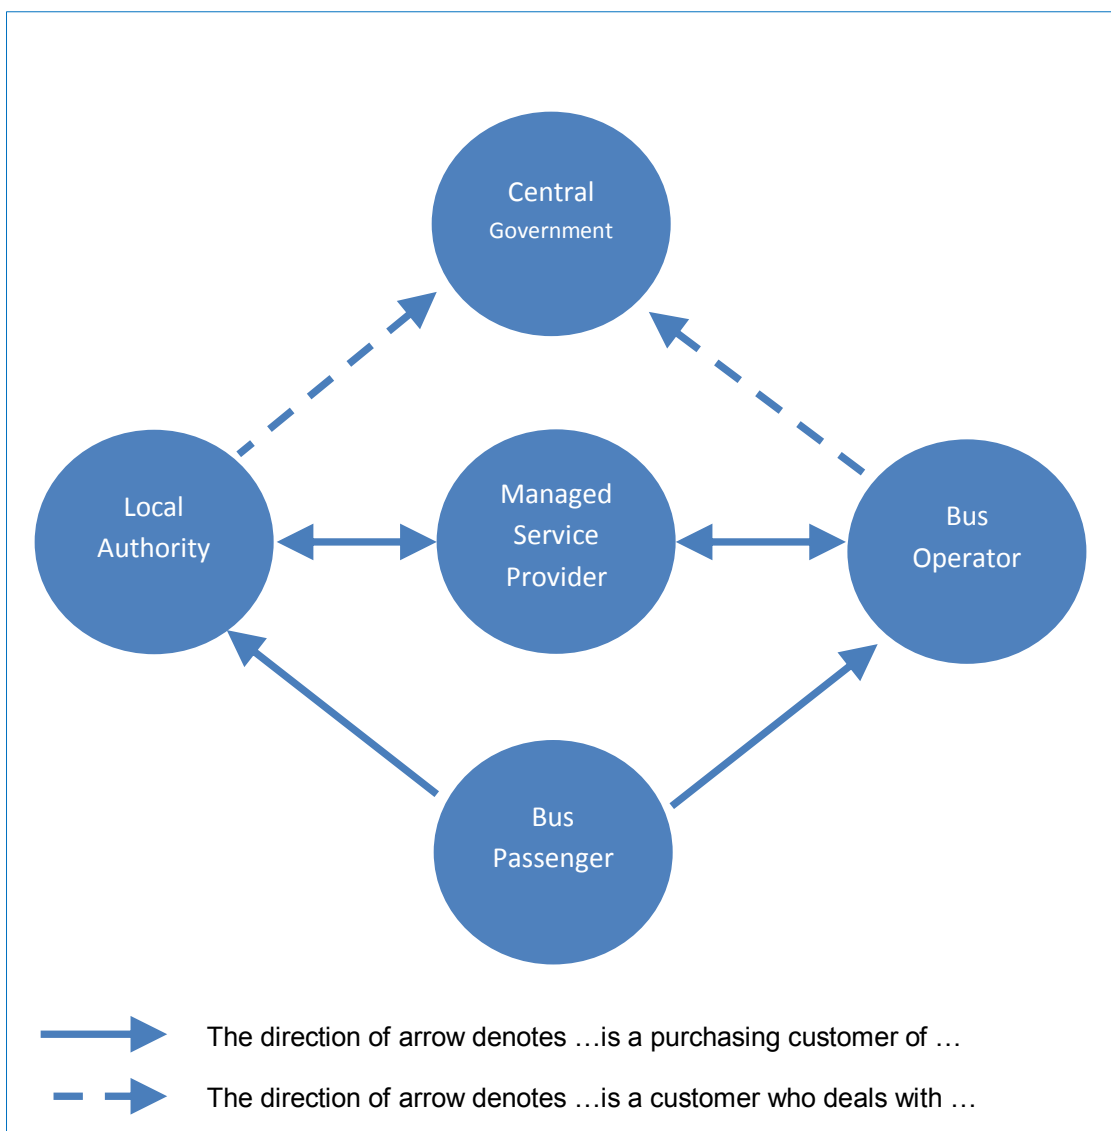 Central
Government
Local
Authority
Managed
Service
Provider
Bus
Operator
Bus
Passenger
The direction of arrow denotes …is a purchasing customer of …
The direction of arrow denotes …is a customer who deals with …